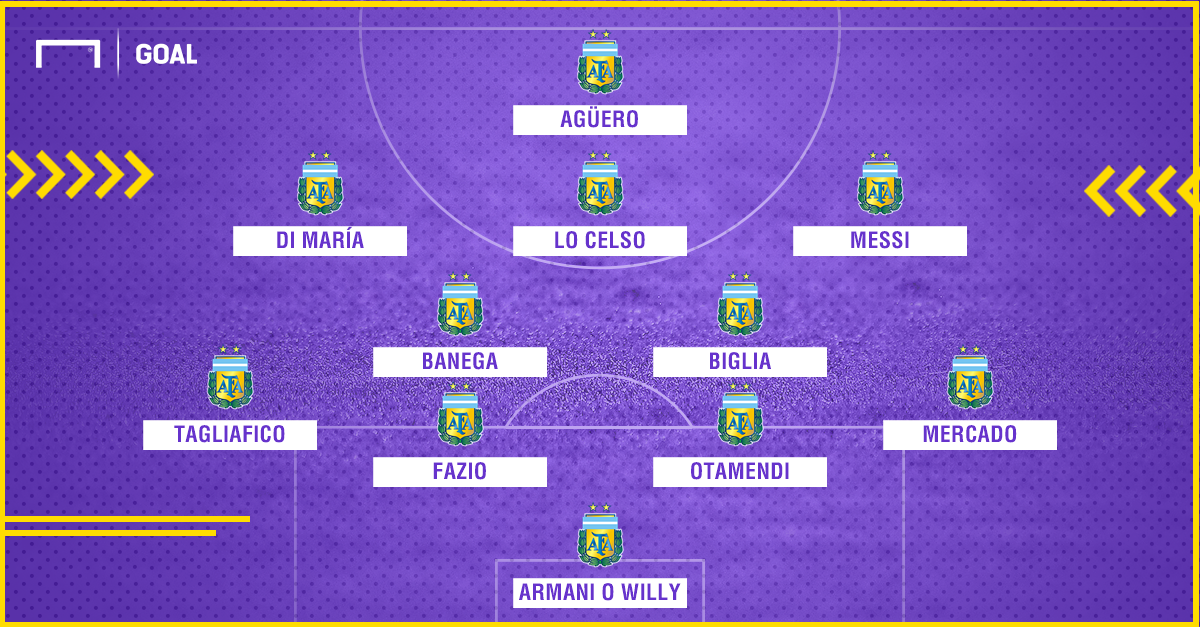 GOAL
AGÜERO
DI MARÍA
LO CELSO
MESSI
BANEGA
BIGLIA
TAGLIAFICO
MERCADO
FAZIO
OTAMENDI
ARMANI O WILLY